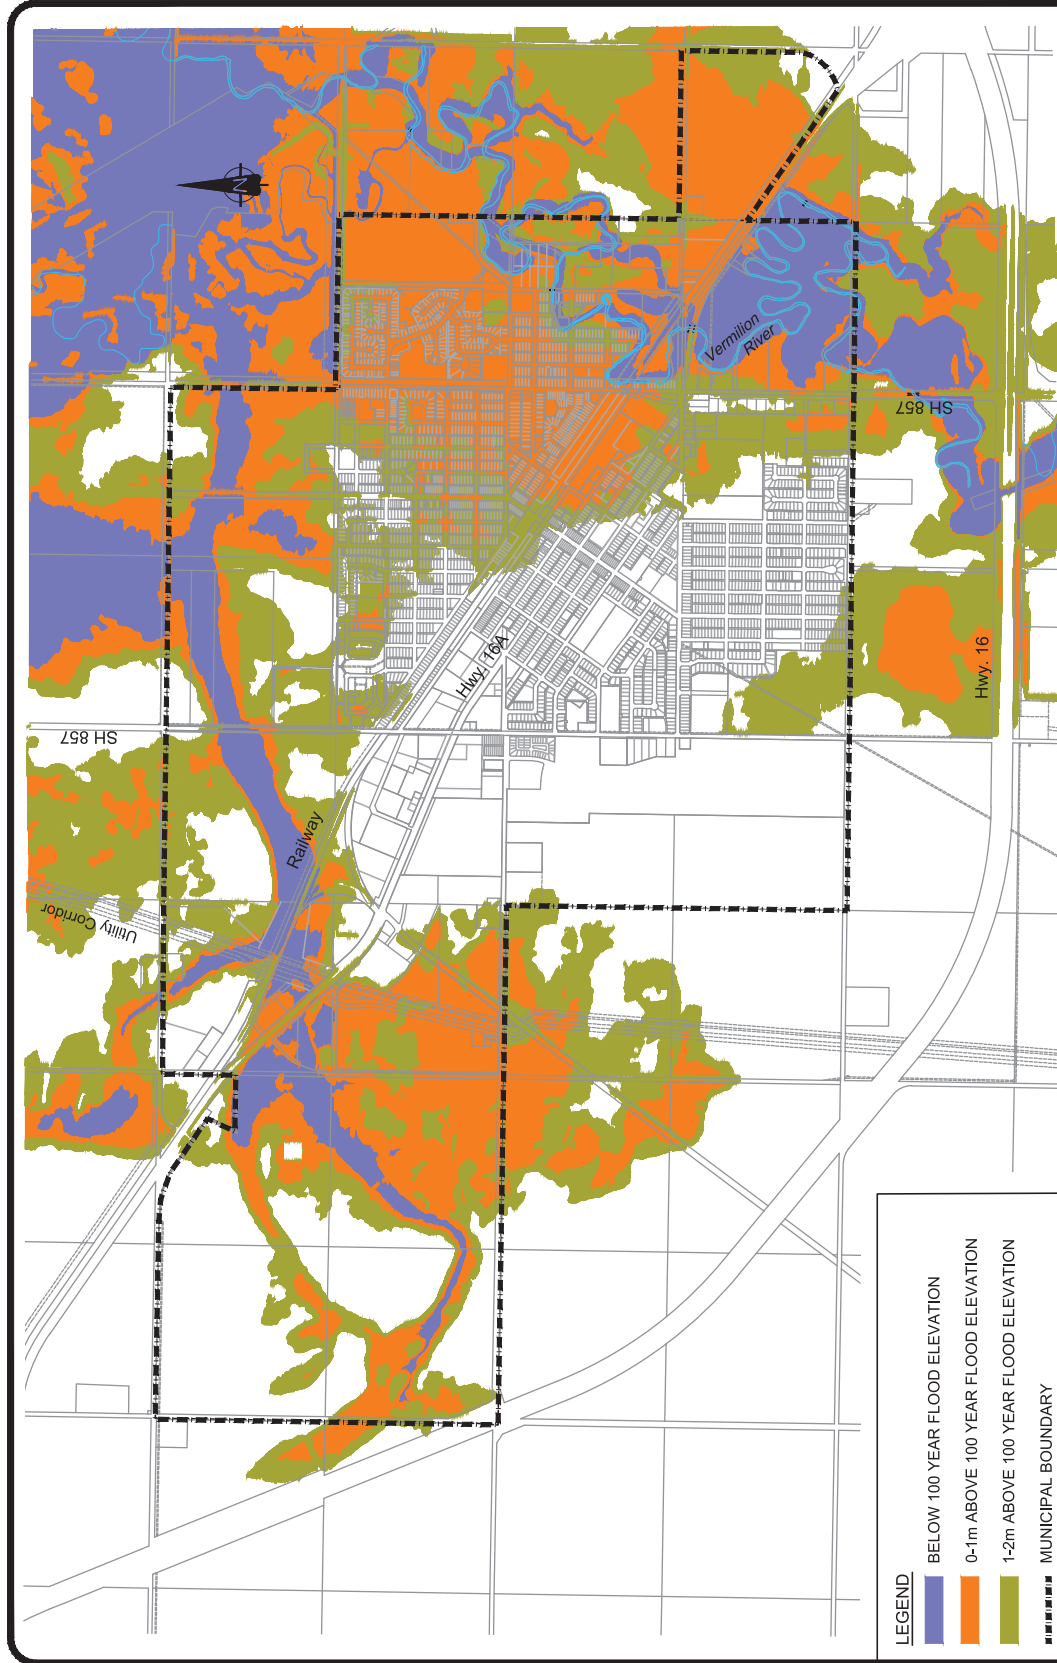 N
SH 857
Utility Corridor
Railway
Hwy. 16A
Vermilion
River
SH 857
Hwy. 16
LEGEND
BELOW 100 YEAR FLOOD ELEVATION
0-1m ABOVE 100 YEAR FLOOD ELEVATION
1-2m ABOVE 100 YEAR FLOOD ELEVATION
MUNICIPAL BOUNDARY